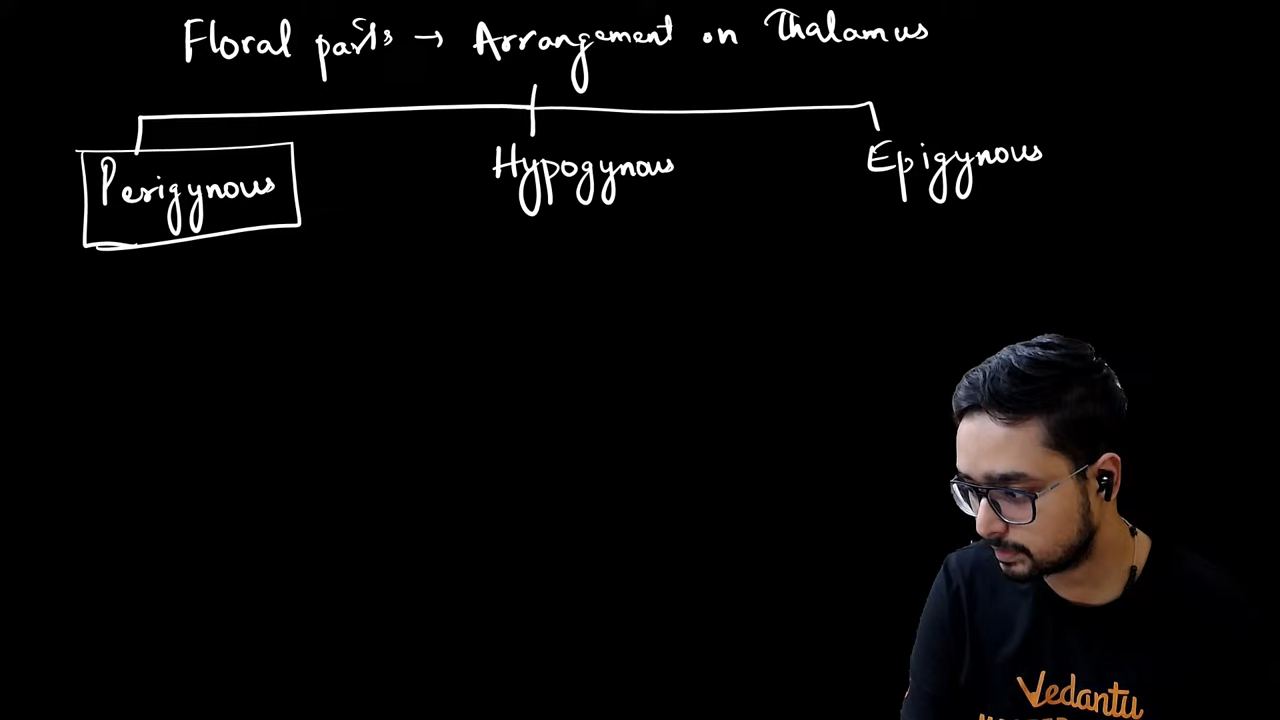 Floral parts → Arrangement on Thalamus
Perigynous Hypogynous Epigynous
Vedantu